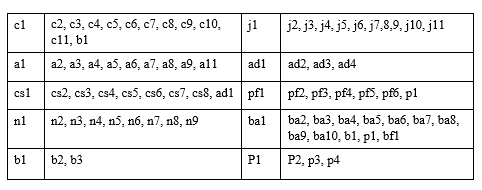 c1 c2, c3, c4, c5, c6, c7, c8, c9, c10, j1 j2, j3, j4, j5, j6, j7,8,9, j10, j11
c11, b1
a1 a2, a3, a4, a5, a6, a7, a8, a9, a11 ad1 ad2, ad3, ad4
cs1 cs2, cs3, cs4, cs5, cs6, cs7, cs8, ad1 pf1 pf2, pf3, pf4, pf5, pf6, p1
n1 n2, n3, n4, n5, n6, n7, n8, n9 ba1 ba2, ba3, ba4, ba5, ba6, ba7, ba8,
ba9, ba10, b1, p1, bf1
b1 b2, b3 P1 P2, p3, p4